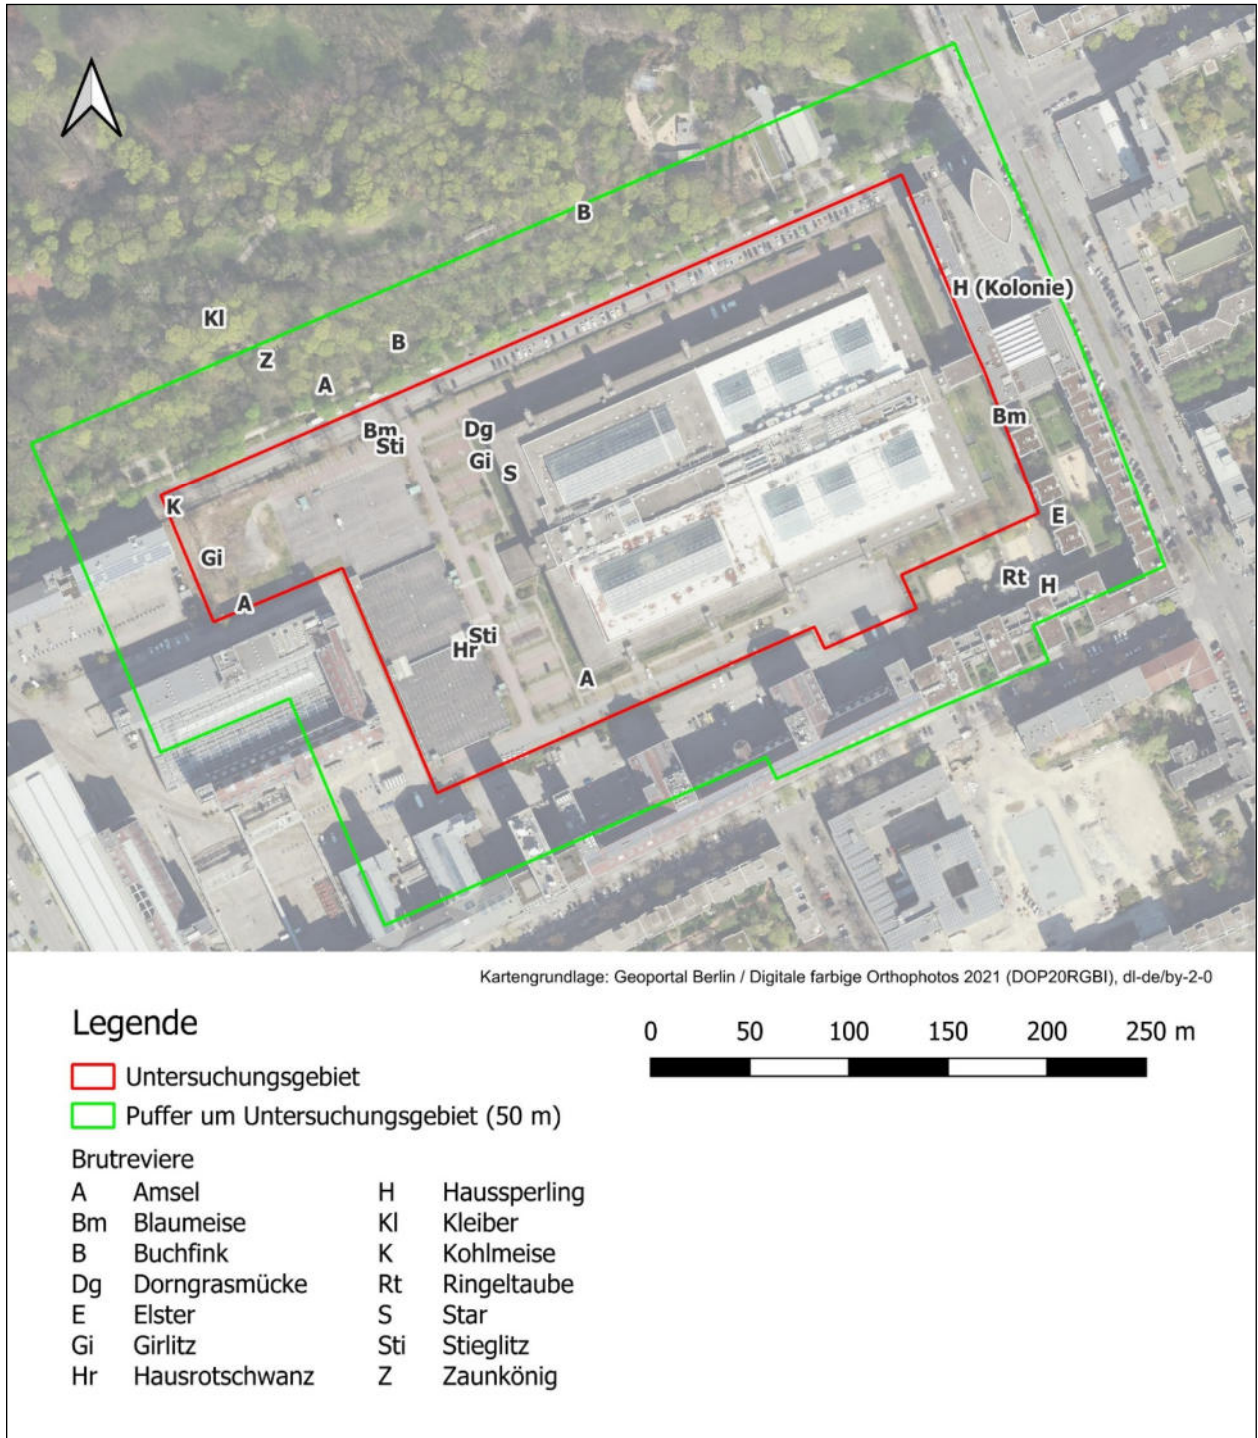 B
H (Kolonie)
Kl
B
Z
A
Bm
Dg
Bm
Sti
Gi
S
K
E
Gi
Rt
H
A
Sti
Hr
A
Kartengrundlage: Geoportal Berlin / Digitale farbige Orthophotos 2021 (DOP20RGBI), dl-de/by-2-0
Legende
0 50 100 150 200 250 m
Untersuchungsgebiet
Puffer um Untersuchungsgebiet (50 m)
Brutreviere
A Amsel H Haussperling
Bm Blaumeise Kl Kleiber
B Buchfink K Kohlmeise
Dg Dorngrasmücke Rt Ringeltaube
E Elster S Star
Gi Girlitz Sti Stieglitz
Hr Hausrotschwanz Z Zaunkönig